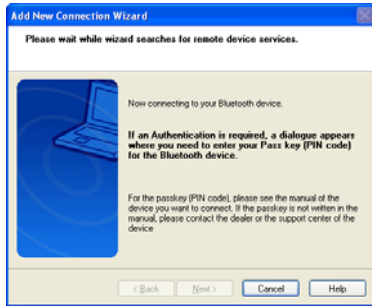 Add New Connection Wizard
Please wait while wizard searches for remote device services.
Now connecting to your Bluetooth device.
If an Authentication is required, a dialogue appears
where you need to enter your Pass key (PIN code)
for the Bluetooth device.
For the passkey (PIN code), please see the manual of the
device you want to connect. If the passkey is not written in the
manual, please contact the dealer or the support center of the
device
< Back Next > Cancel Help